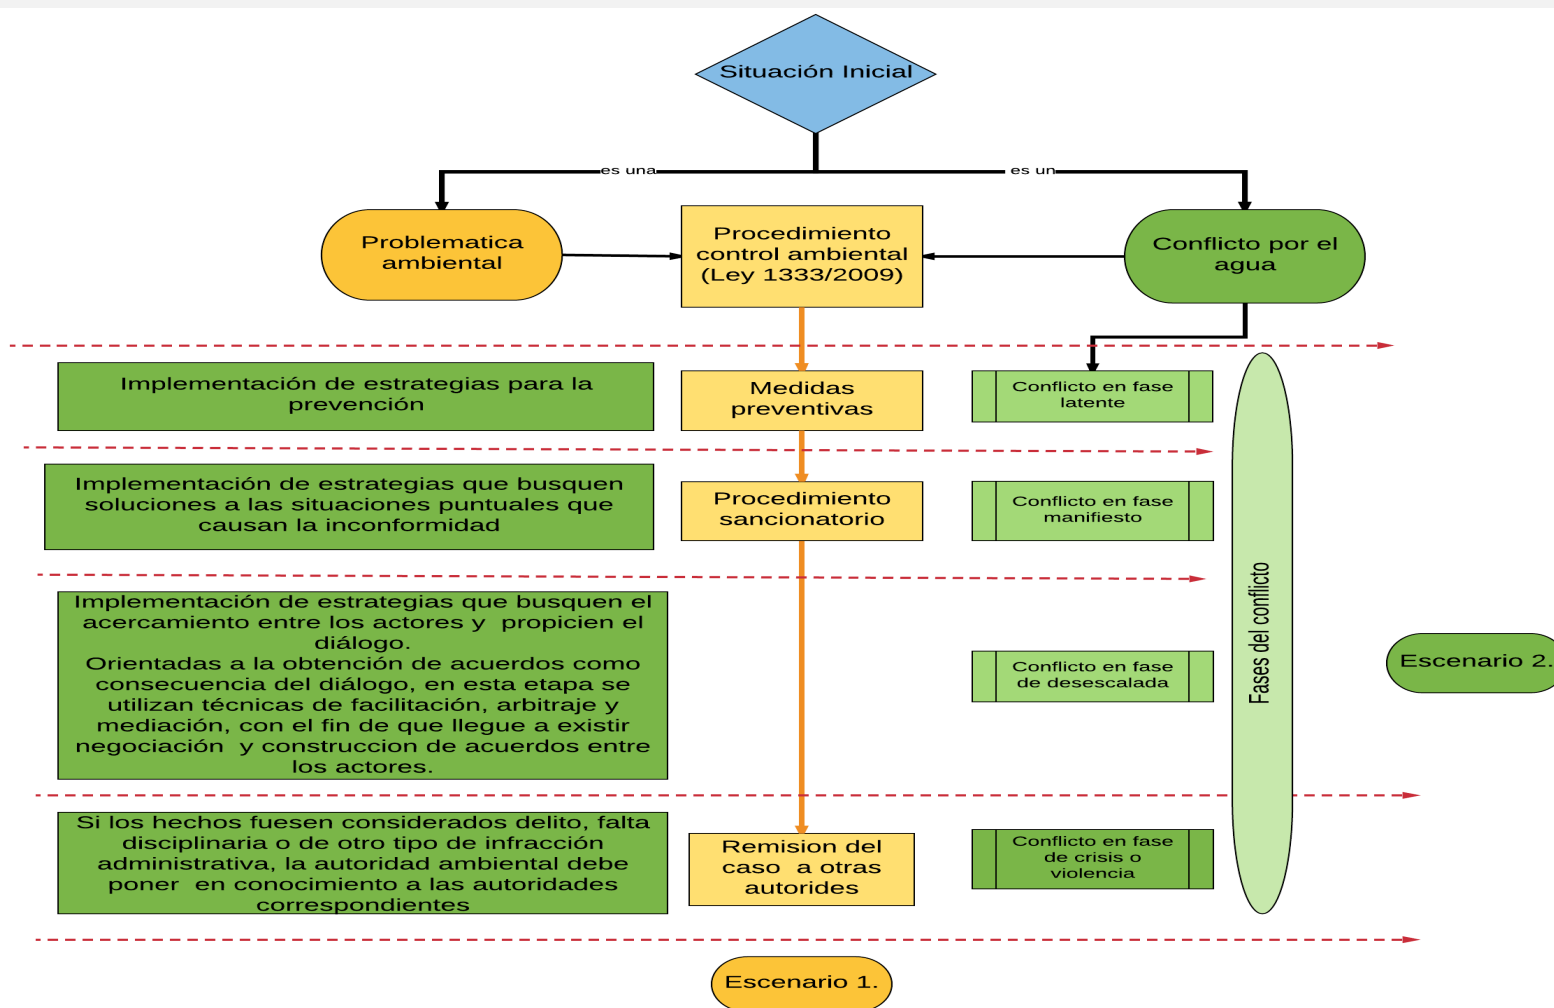 Situación Inicial
es una
es un
Problematica
ambiental
Procedimiento
control ambiental
(Ley 1333/2009)
Conflicto por el
agua
Implementación de estrategias para la
prevención
Medidas
preventivas
Conflicto en fase
latente
Implementación de estrategias que busquen
soluciones a las situaciones puntuales que
causan la inconformidad
Procedimiento
sancionatorio
Conflicto en fase
manifiesto
Implementación de estrategias que busquen el
acercamiento entre los actores y  propicien el
diálogo.
Orientadas a la obtención de acuerdos como
consecuencia del diálogo, en esta etapa se
utilizan técnicas de facilitación, arbitraje y
mediación, con el fin de que llegue a existir
negociación  y construccion de acuerdos entre
los actores.
Conflicto en fase
de desescalada
Fases del conflicto
Escenario 2.
Si los hechos fuesen considerados delito, falta
disciplinaria o de otro tipo de infracción
administrativa, la autoridad ambiental debe
poner  en conocimiento a las autoridades
correspondientes
Remision del
caso  a otras
autorides
Conflicto en fase
de crisis o
violencia
Escenario 1.